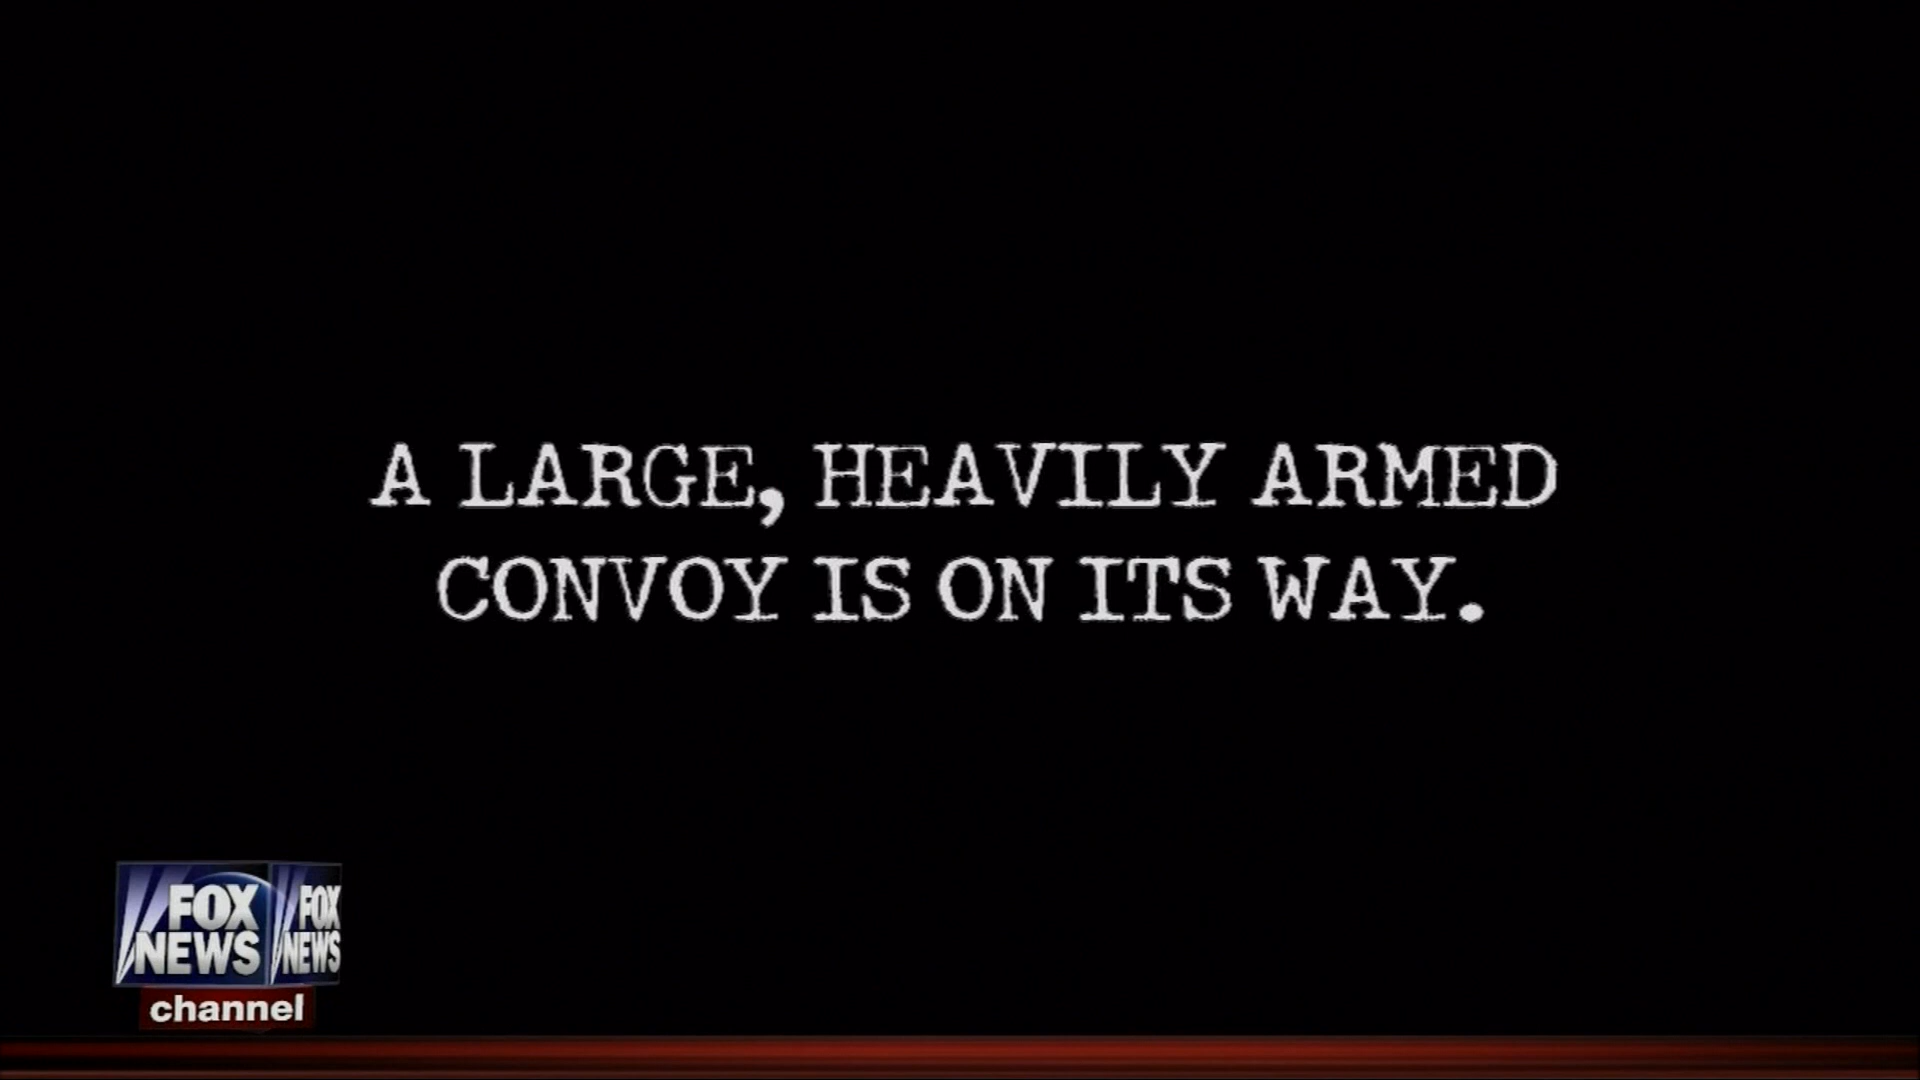 A LARGE, HEAVILY ARMED
CONVOY IS ON ITS WAY.
FOX
NEWS
FOX
NEWS
channel